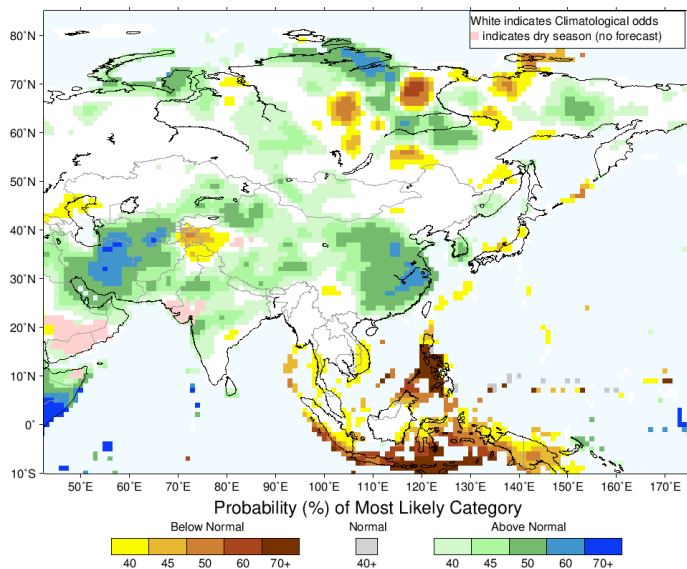 White indicates Climatological odds
indicates dry season (no forecast)
80°N
70°N
60°N
50°N
40°N
30°N
20°N
10°N
0°
10°S
50°E 60°E 70°E 80°E 90°E 100°E 110°E 120°E 130°E 140°E 150°E 160°E 170°E
Probability (%) of Most Likely Category
Below Normal Normal Above Normal
40 45 50 60 70+ 40+ 40 45 50 60 70+